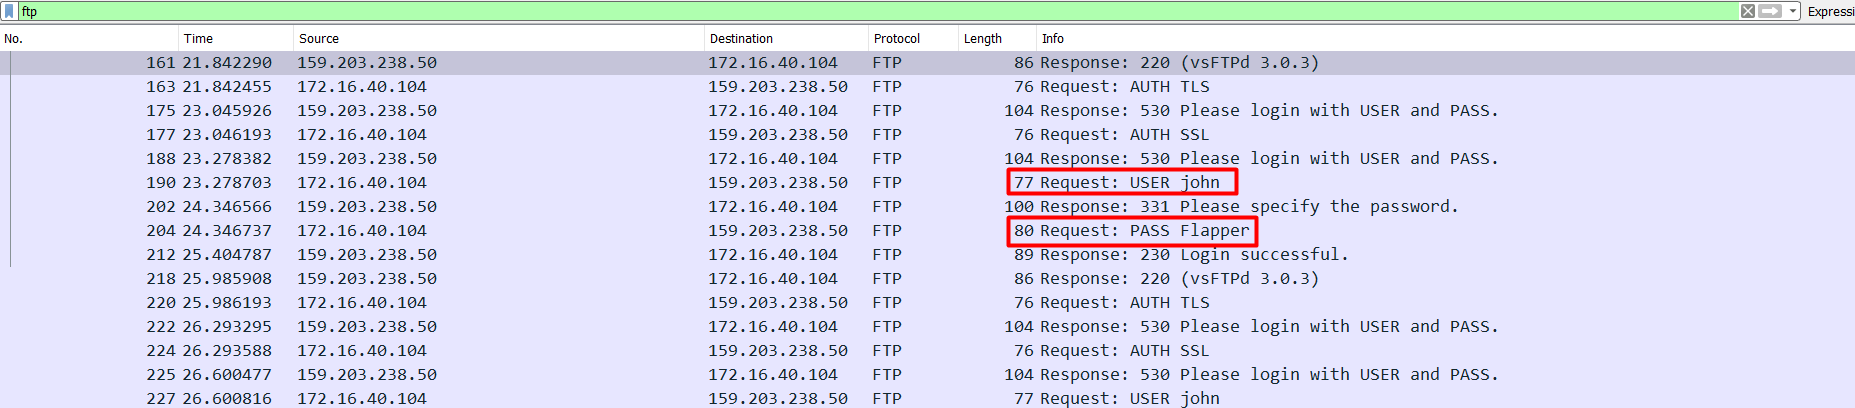 ftp Expressi
No. Time Source Destination Protocol Length Info
161 21.842290 159.203.238.50 172.16.40.104 FTP 86 Response: 220 (vsFTPd 3.0.3)
163 21.842455 172.16.40.104 159.203.238.50 FTP 76 Request: AUTH TLS
175 23.045926 159.203.238.50 172.16.40.104 FTP 104 Response: 530 Please login with USER and PASS.
177 23.046193 172.16.40.104 159.203.238.50 FTP 76 Request: AUTH SSL
188 23.278382 159.203.238.50 172.16.40.104 FTP 104 Response: 530 Please login with USER and PASS.
190 23.278703 172.16.40.104 159.203.238.50 FTP 77 Request: USER john
202 24.346566 159.203.238.50 172.16.40.104 FTP 100 Response: 331 Please specify the password.
204 24.346737 172.16.40.104 159.203.238.50 FTP 80 Request: PASS Flapper
212 25.404787 159.203.238.50 172.16.40.104 FTP 89 Response: 230 Login successful.
218 25.985908 159.203.238.50 172.16.40.104 FTP 86 Response: 220 (vsFTPd 3.0.3)
220 25.986193 172.16.40.104 159.203.238.50 FTP 76 Request: AUTH TLS
222 26.293295 159.203.238.50 172.16.40.104 FTP 104 Response: 530 Please login with USER and PASS.
224 26.293588 172.16.40.104 159.203.238.50 FTP 76 Request: AUTH SSL
225 26.600477 159.203.238.50 172.16.40.104 FTP 104 Response: 530 Please login with USER and PASS.
227 26.600816 172.16.40.104 159.203.238.50 FTP 77 Request: USER john